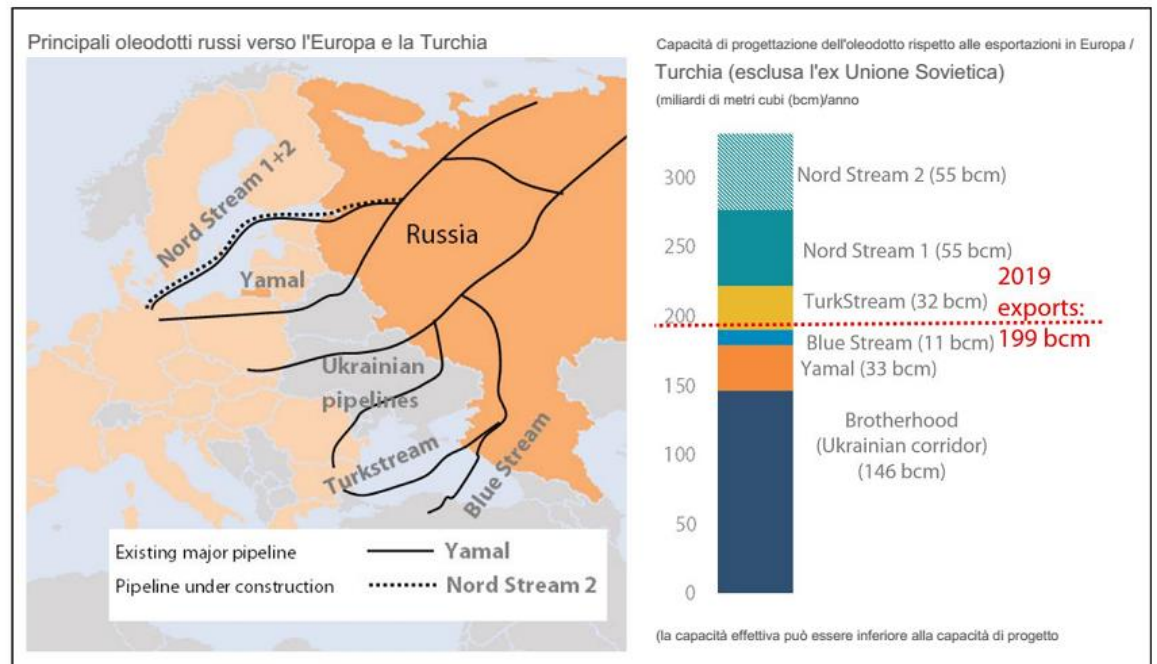 Principali oleodotti russi verso l'Europa e la Turchia
Nord Stream 1+2
Yamal
Russia
Ukrainian
pipelines
Turkstream
Blue Stream
Existing major pipeline
Yamal
Pipeline under construction
Nord Stream 2
Capacità di progettazione dell'oleodotto rispetto alle esportazioni in Europa /
Turchia (esclusa l'ex Unione Sovietica)
(miliardi di metri cubi (bcm)/anno
300
250
200
150
100
50
0
Nord Stream 2 (55 bcm)
Nord Stream 1 (55 bcm)
TurkStream (32 bcm)
2019
exports:
199 bcm
Blue Stream (11 bcm)
Yamal (33 bcm)
Brotherhood
(Ukrainian corridor)
(146 bcm)
(la capacità effettiva può essere inferiore alla capacità di progetto